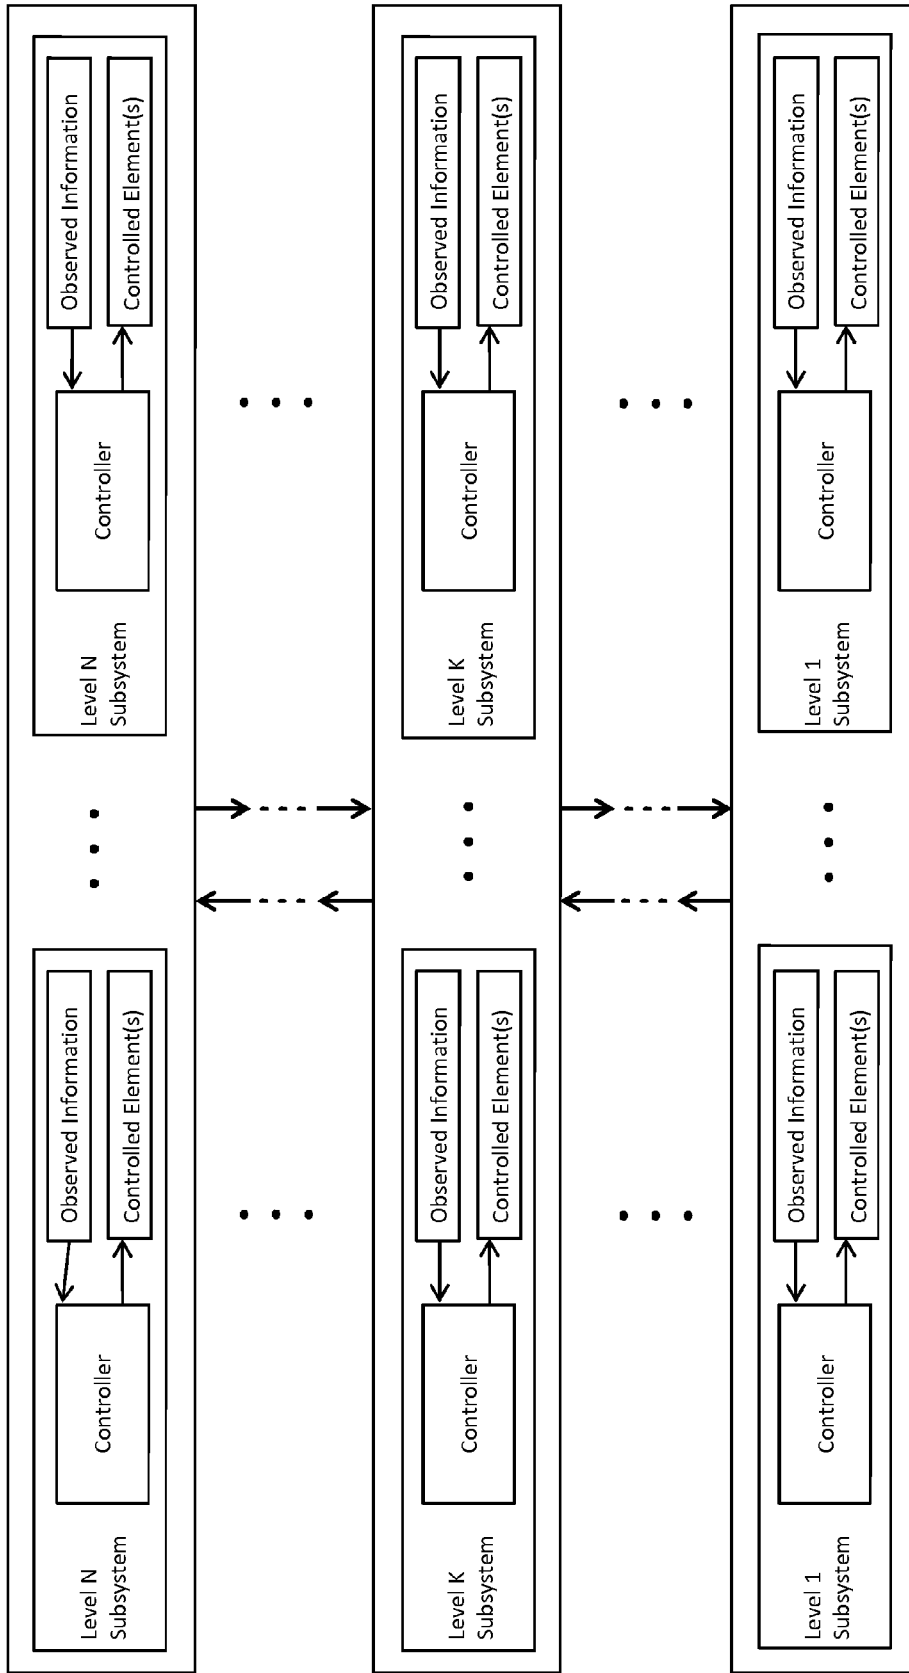 Level N
Subsystem
Controller
Observed Information
Controlled Element(s)
Level N
Subsystem
Controller
Observed Information
Controlled Element(s)
Level K
Subsystem
Controller
Observed Information
Controlled Element(s)
Level K
Subsystem
Controller
Observed Information
Controlled Element(s)
Level 1
Subsystem
Controller
Observed Information
Controlled Element(s)
Level 1
Subsystem
Controller
Observed Information
Controlled Element(s)